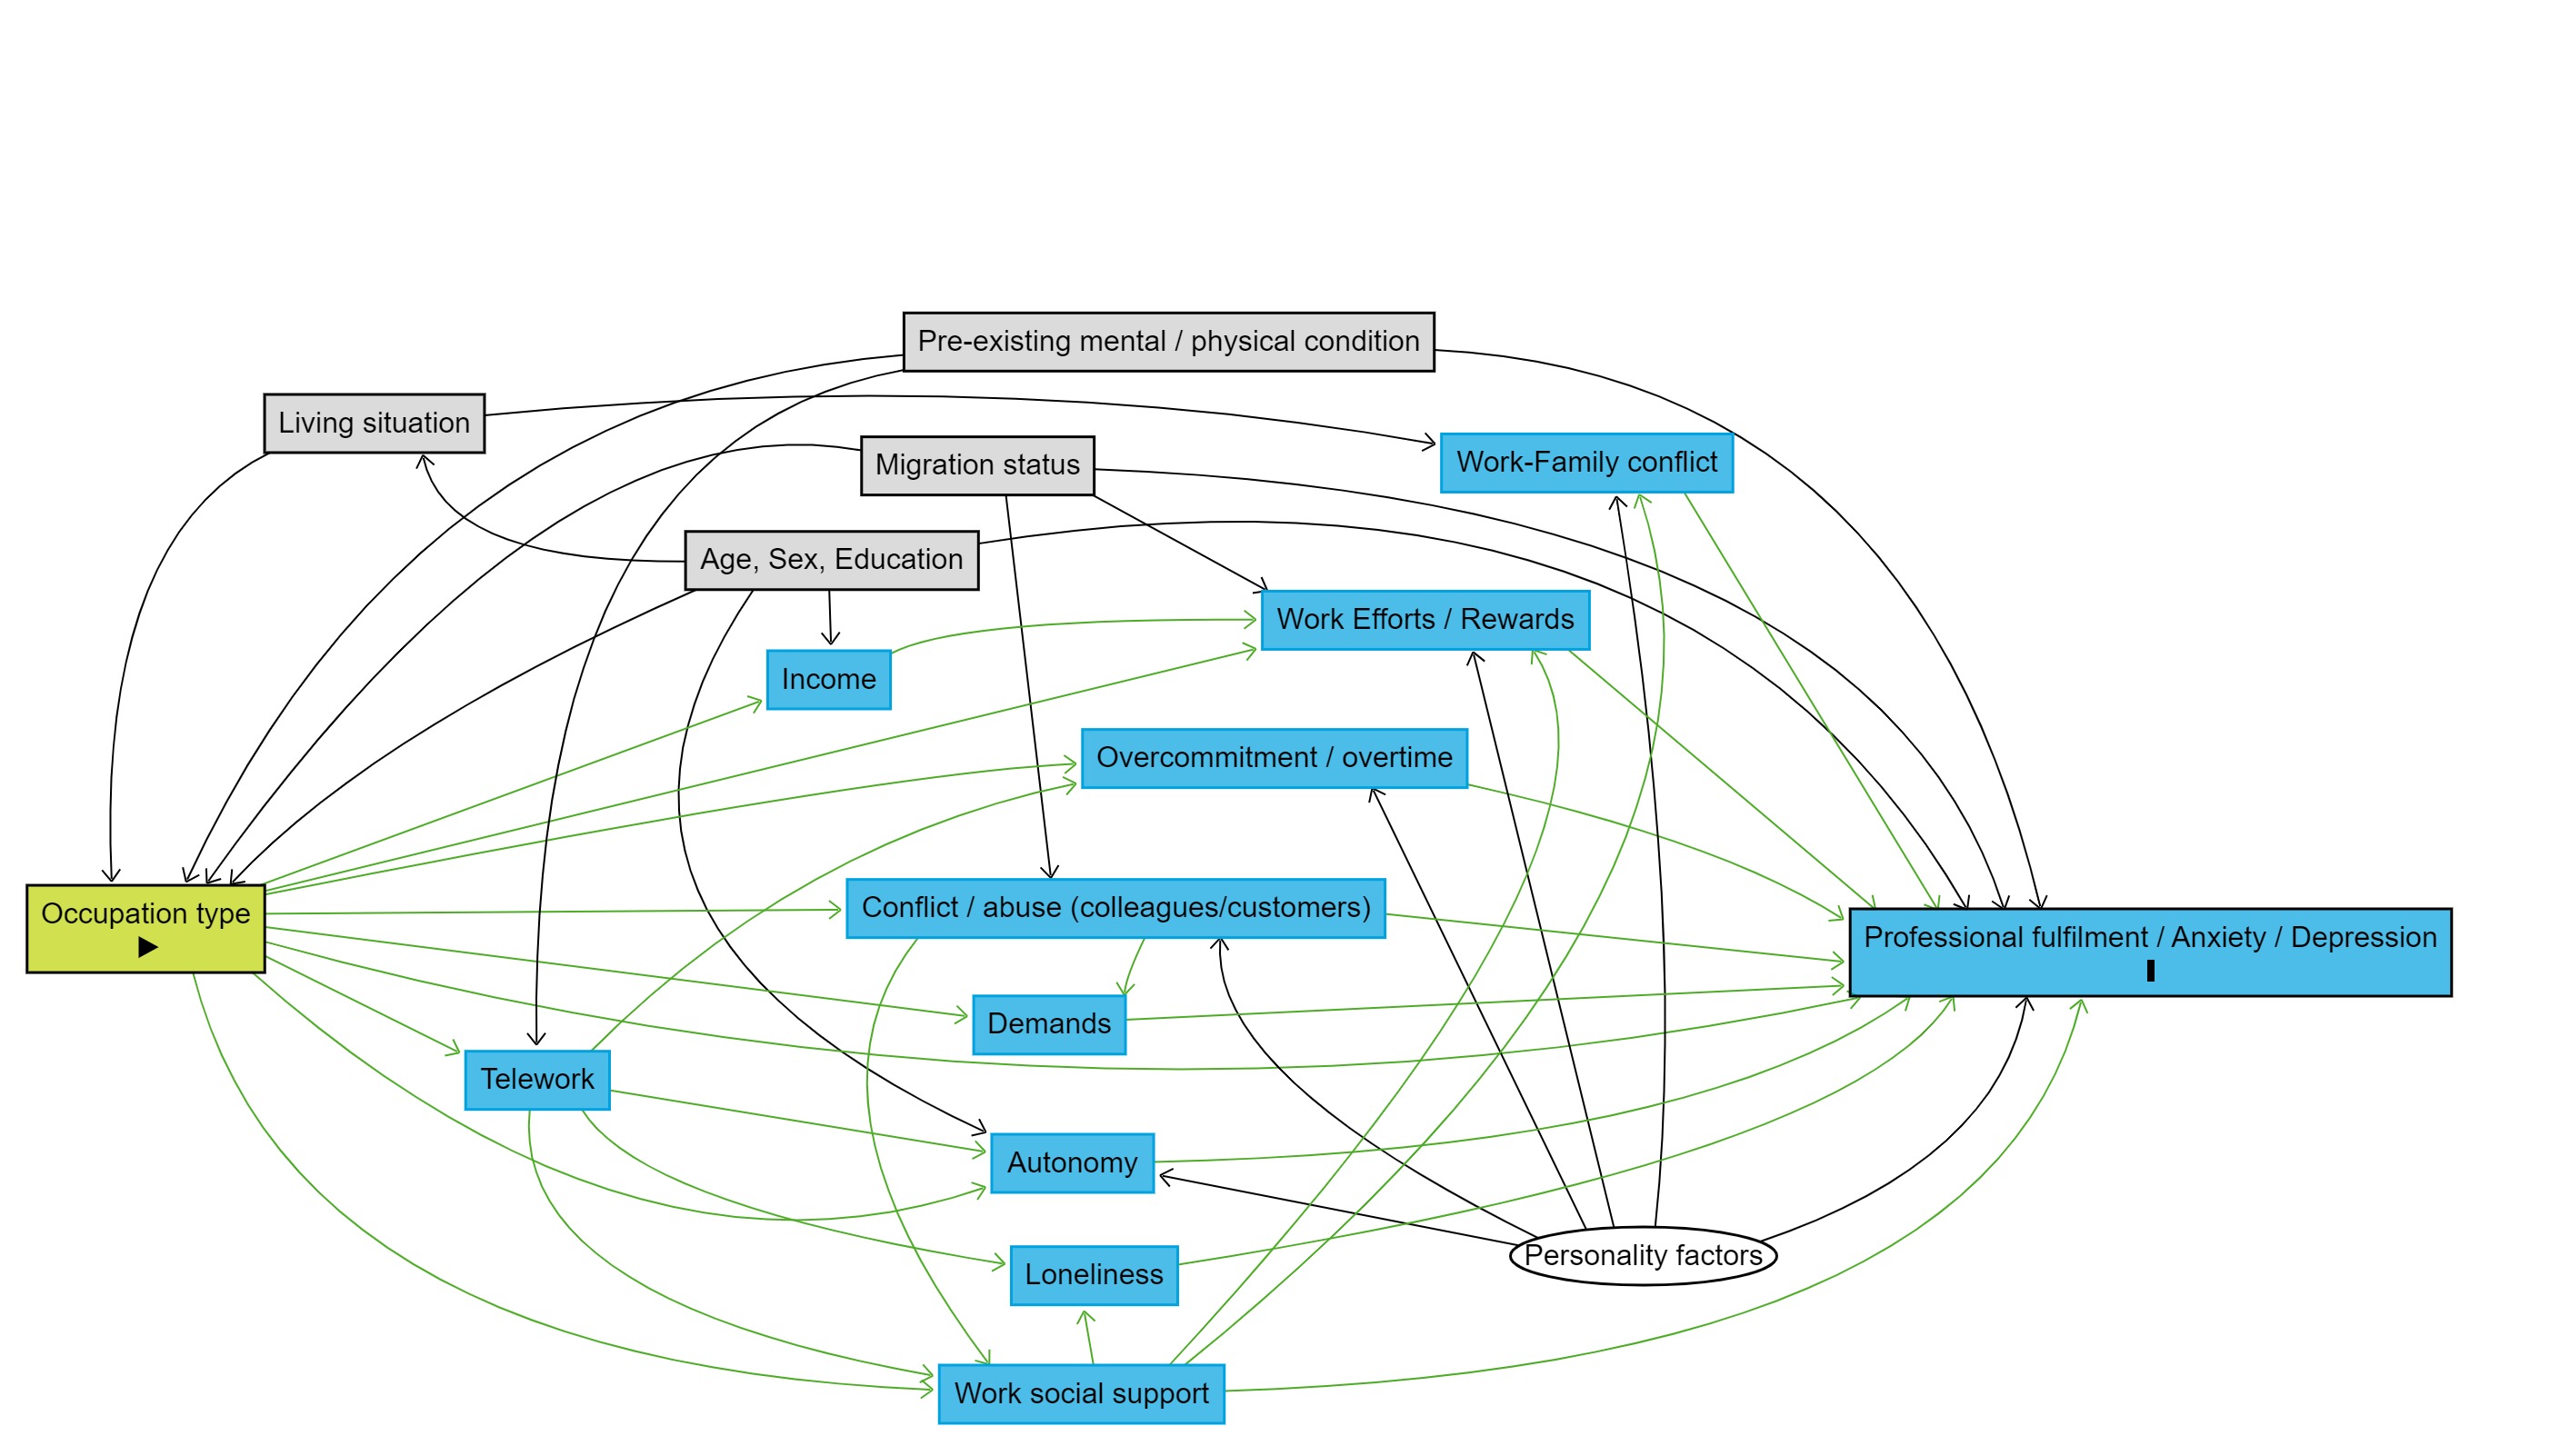 Pre-existing mental / physical condition
Living situation
Migration status
Work-Family conflict
Age, Sex, Education
Work Efforts / Rewards
Income
Overcommitment / overtime
Conflict / abuse (colleagues/customers)
Occupation type
Professional fulfilment / Anxiety / Depression
Demands
Telework
Autonomy
Personality factors
Loneliness
Work social support